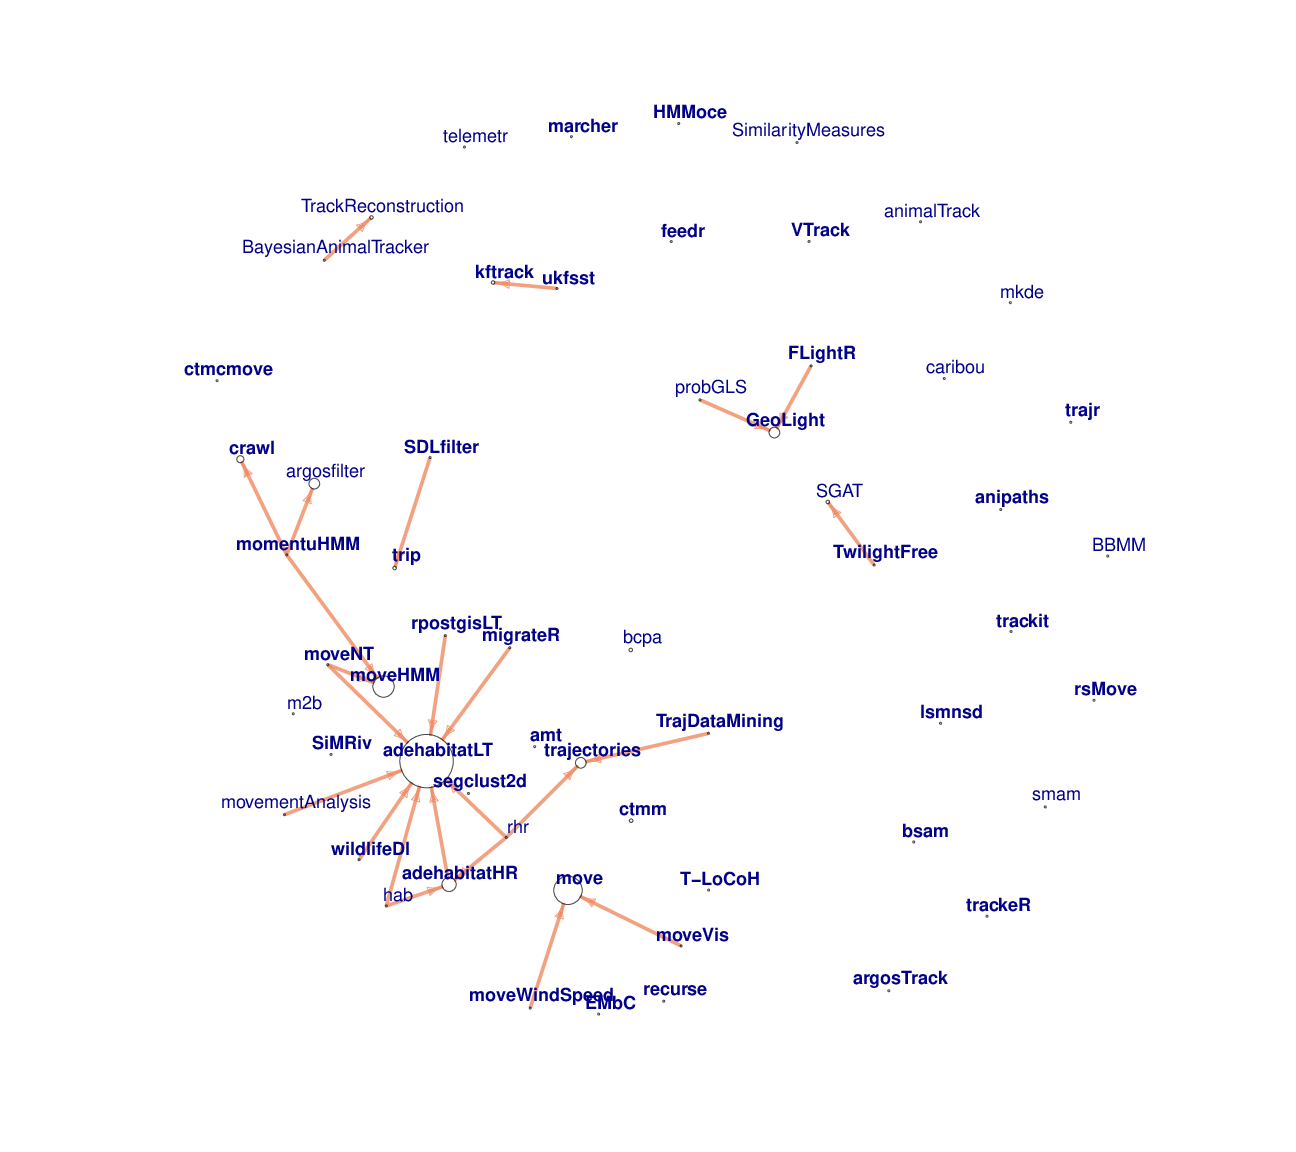 HMMoce
marcher
SimilarityMeasures
telemetr
TrackReconstruction
animalTrack
feedr
VTrack
BayesianAnimalTracker
kftrack
ukfsst
mkde
FLightR
ctmcmove
caribou
probGLS
trajr
GeoLight
crawl
SDLfilter
argosfilter
SGAT
anipaths
momentuHMM
BBMM
TwilightFree
trip
rpostgisLT
trackit
migrateR
bcpa
moveNT
moveHMM
rsMove
m2b
lsmnsd
TrajDataMining
amt
SiMRiv
adehabitatLT
trajectories
segclust2d
smam
movementAnalysis
ctmm
rhr
bsam
wildlifeDI
adehabitatHR
move
T−LoCoH
hab
trackeR
moveVis
argosTrack
recurse
moveWindSpeed
EMbC